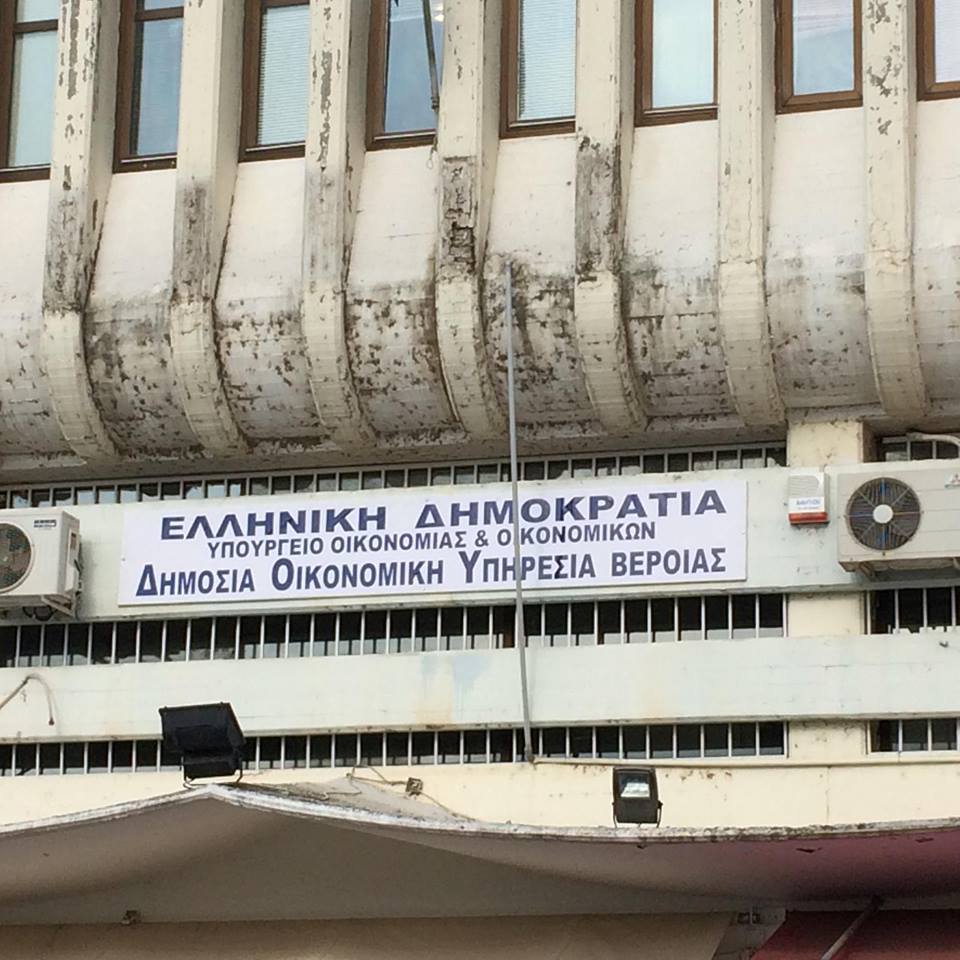 ΕΛΛΗΝΙΚΗ ΔΗΜΟΚΡΑΤΙΑ
ΥΠΟΥΡΓΕΙΟ ΟΙΚΟΝΟΜΙΑΣ & ΟΙΚΟΝΟΜΙΚΩΝ
ΔΗΜΟΣΙΑ ΟΙΚΟΝΟΜΙΚΗ ΥΠΗΡΕΣΙΑ ΒΕΡΟΙΑΣ